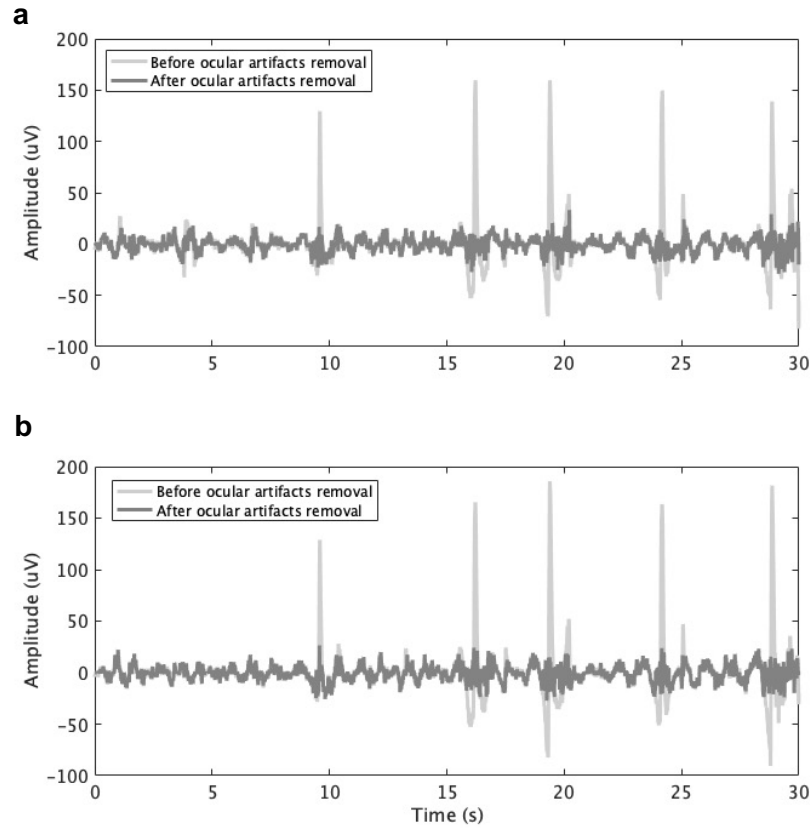 a
200
150
100
50
0
-50
-100
Amplitude (uV)
Before ocular artifacts removal
After ocular artifacts removal
0 5 10 15 20 25 30
b
200
150
100
50
0
-50
-100
Amplitude (uV)
Before ocular artifacts removal
After ocular artifacts removal
0 5 10 15 20 25 30
Time (s)